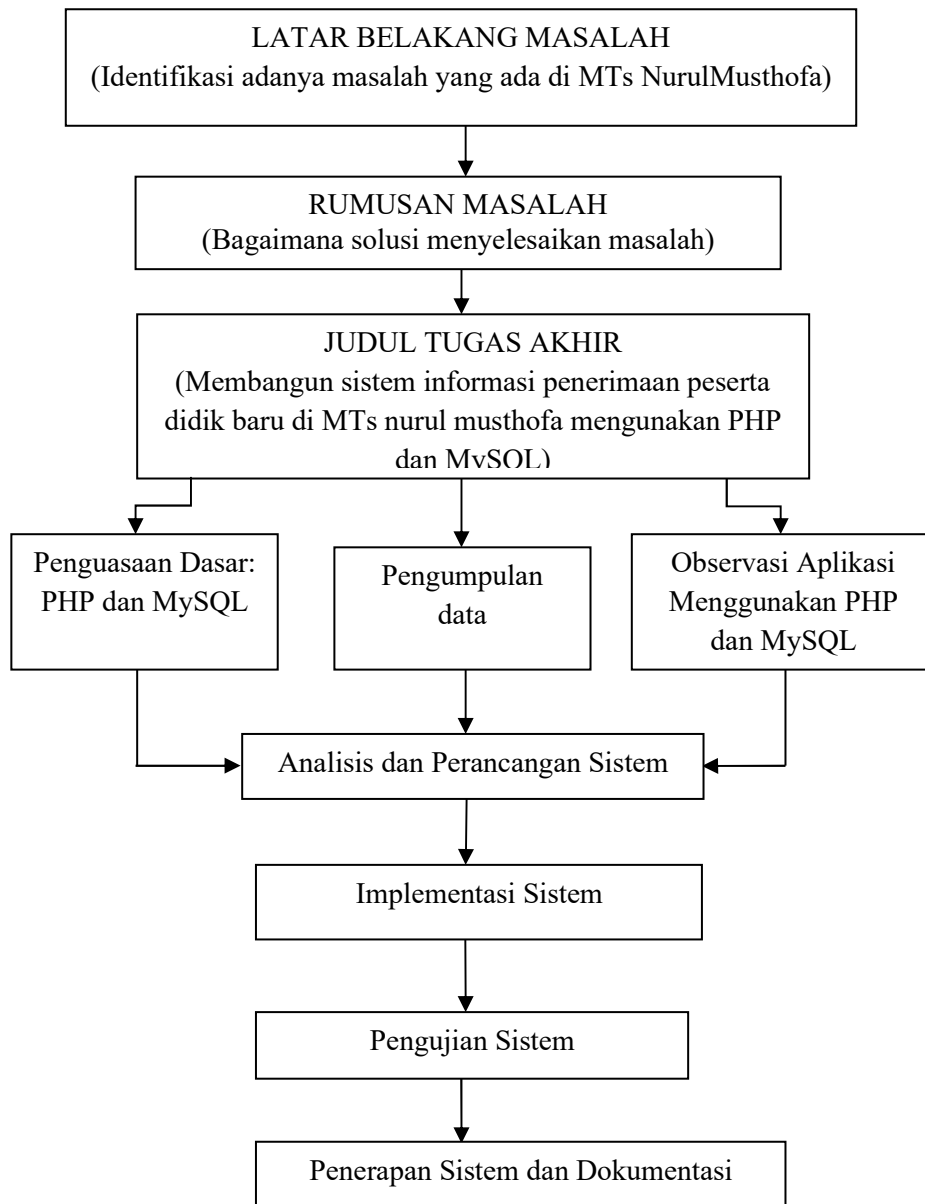 LATAR BELAKANG MASALAH
(Identifikasi adanya masalah yang ada di MTs NurulMusthofa)
RUMUSAN MASALAH
(Bagaimana solusi menyelesaikan masalah)
JUDUL TUGAS AKHIR
(Membangun sistem informasi penerimaan peserta
didik baru di MTs nurul musthofa mengunakan PHP
dan MySQL)
Penguasaan Dasar:
PHP dan MySQL
Pengumpulan
data
Observasi Aplikasi
Menggunakan PHP
dan MySQL
Analisis dan Perancangan Sistem
Implementasi Sistem
Pengujian Sistem
Penerapan Sistem dan Dokumentasi